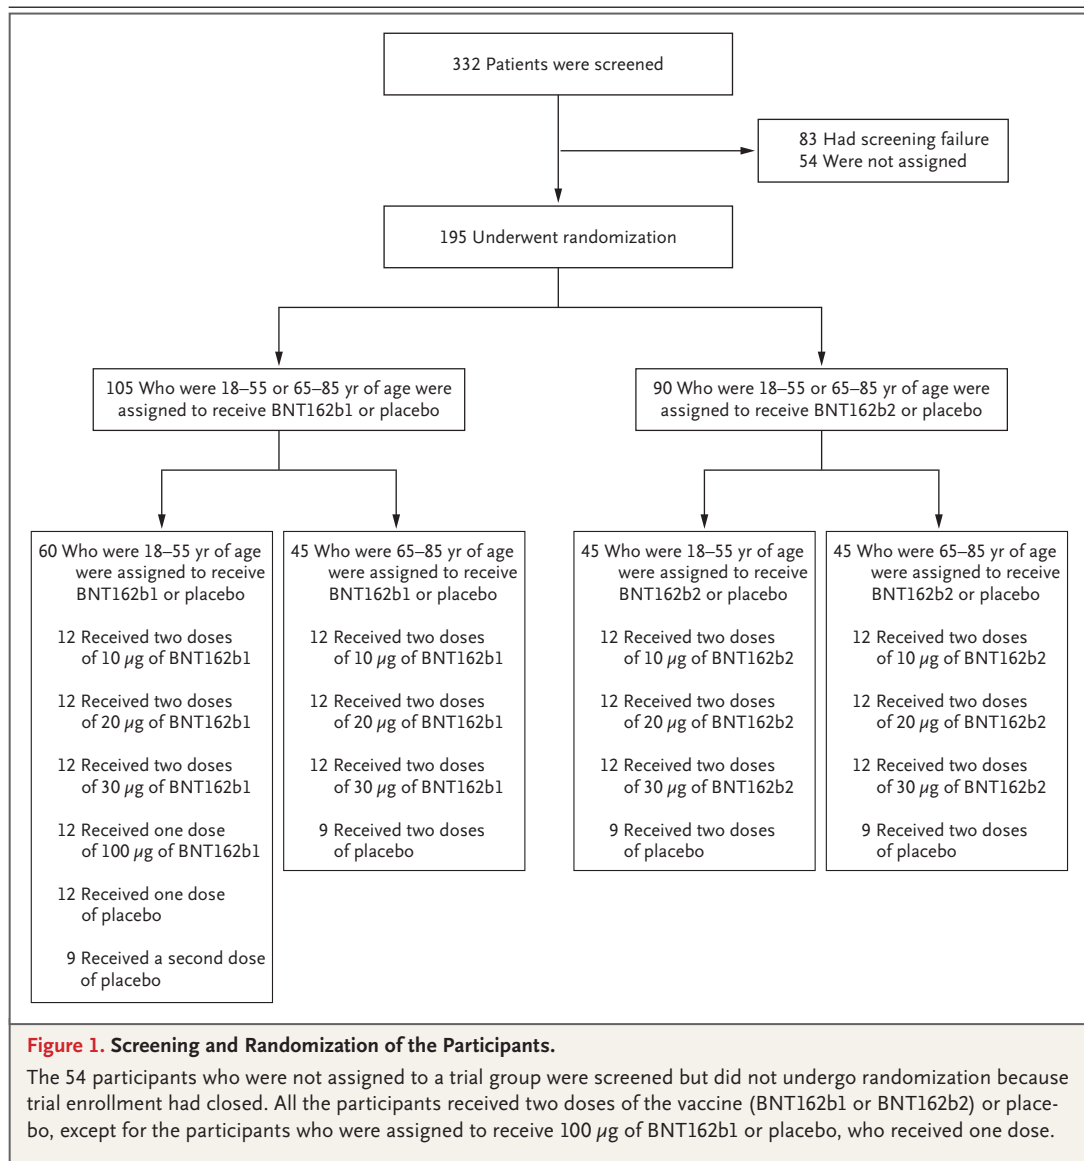 332 Patients were screened
83 Had screening failure
54 Were not assigned
195 Underwent randomization
105 Who were 18–55 or 65–85 yr of age were
assigned to receive BNT162b1 or placebo
90 Who were 18–55 or 65–85 yr of age were
assigned to receive BNT162b2 or placebo
60 Who were 18–55 yr of age
were assigned to receive
BNT162b1 or placebo
12 Received two doses
of 10 µg of BNT162b1
12 Received two doses
of 20 µg of BNT162b1
12 Received two doses
of 30 µg of BNT162b1
12 Received one dose
of 100 µg of BNT162b1
12 Received one dose
of placebo
9 Received a second dose
of placebo
45 Who were 65–85 yr of age
were assigned to receive
BNT162b1 or placebo
12 Received two doses
of 10 µg of BNT162b1
12 Received two doses
of 20 µg of BNT162b1
12 Received two doses
of 30 µg of BNT162b1
9 Received two doses
of placebo
45 Who were 18–55 yr of age
were assigned to receive
BNT162b2 or placebo
12 Received two doses
of 10 µg of BNT162b2
12 Received two doses
of 20 µg of BNT162b2
12 Received two doses
of 30 µg of BNT162b2
9 Received two doses
of placebo
45 Who were 65–85 yr of age
were assigned to receive
BNT162b2 or placebo
12 Received two doses
of 10 µg of BNT162b2
12 Received two doses
of 20 µg of BNT162b2
12 Received two doses
of 30 µg of BNT162b2
9 Received two doses
of placebo
Figure 1. Screening and Randomization of the Participants.
The 54 participants who were not assigned to a trial group were screened but did not undergo randomization because
trial enrollment had closed. All the participants received two doses of the vaccine (BNT162b1 or BNT162b2) or place-
bo, except for the participants who were assigned to receive 100 µg of BNT162b1 or placebo, who received one dose.